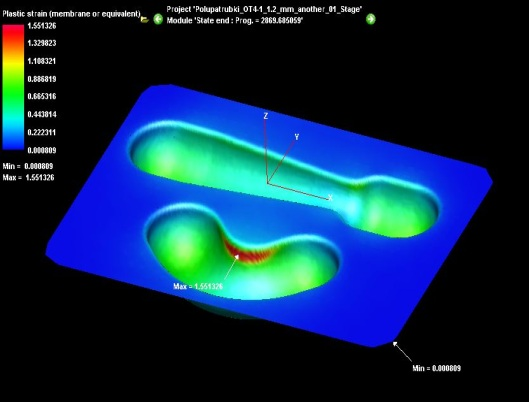 Plastic strain (membrane or equivalent)
Project "Polupatrubki_OT4-1_1.2_mm_another_01_Stage"
Module 'State end : Prog. = 2869.685059'
1.551326
1.329823
1.108320
0.886819
0.665316
0.443814
0.222311
0.000809
Min = 0.000809
Max = 1.551326
Z
Y
X
Max = 1.551326
Min = 0.000809